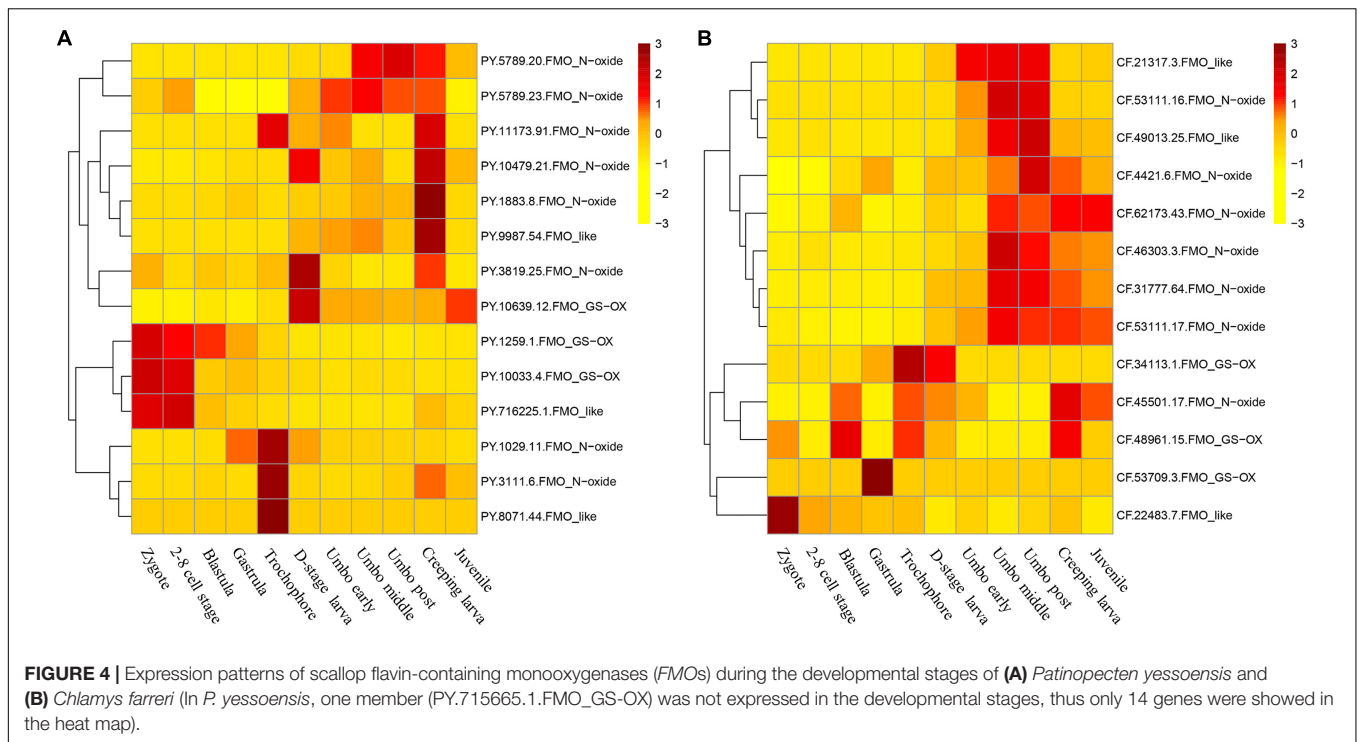 A
PY.5789.20.FMO_N−oxide
PY.5789.23.FMO_N−oxide
PY.11173.91.FMO_N−oxide
PY.10479.21.FMO_N−oxide
PY.1883.8.FMO_N−oxide
PY.9987.54.FMO_like
PY.3819.25.FMO_N−oxide
PY.10639.12.FMO_GS−OX
PY.1259.1.FMO_GS−OX
PY.10033.4.FMO_GS−OX
PY.716225.1.FMO_like
PY.1029.11.FMO_N−oxide
PY.3111.6.FMO_N−oxide
PY.8071.44.FMO_like
3
2
1
0
−1
−2
−3
Zygote
2-8 cell stage
Blastula
Gastrula
Trochophore
D-stage larva
Umbo early
Umbo middle
Umbo post
Creeping larva
Juvenile
B
CF.21317.3.FMO_like
CF.53111.16.FMO_N−oxide
CF.49013.25.FMO_like
CF.4421.6.FMO_N−oxide
CF.62173.43.FMO_N−oxide
CF.46303.3.FMO_N−oxide
CF.31777.64.FMO_N−oxide
CF.53111.17.FMO_N−oxide
CF.34113.1.FMO_GS−OX
CF.45501.17.FMO_N−oxide
CF.48961.15.FMO_GS−OX
CF.53709.3.FMO_GS−OX
CF.22483.7.FMO_like
3
2
1
0
−1
−2
−3
Zygote
2-8 cell stage
Blastula
Gastrula
Trochophore
D-stage larva
Umbo early
Umbo middle
Umbo post
Creeping larva
Juvenile
FIGURE 4 | Expression patterns of scallop flavin-containing monooxygenases (FMOs) during the developmental stages of (A) Patinopecten yessoensis and
(B) Chlamys farreri (In P. yessoensis, one member (PY.715665.1.FMO_GS-OX) was not expressed in the developmental stages, thus only 14 genes were showed in
the heat map).